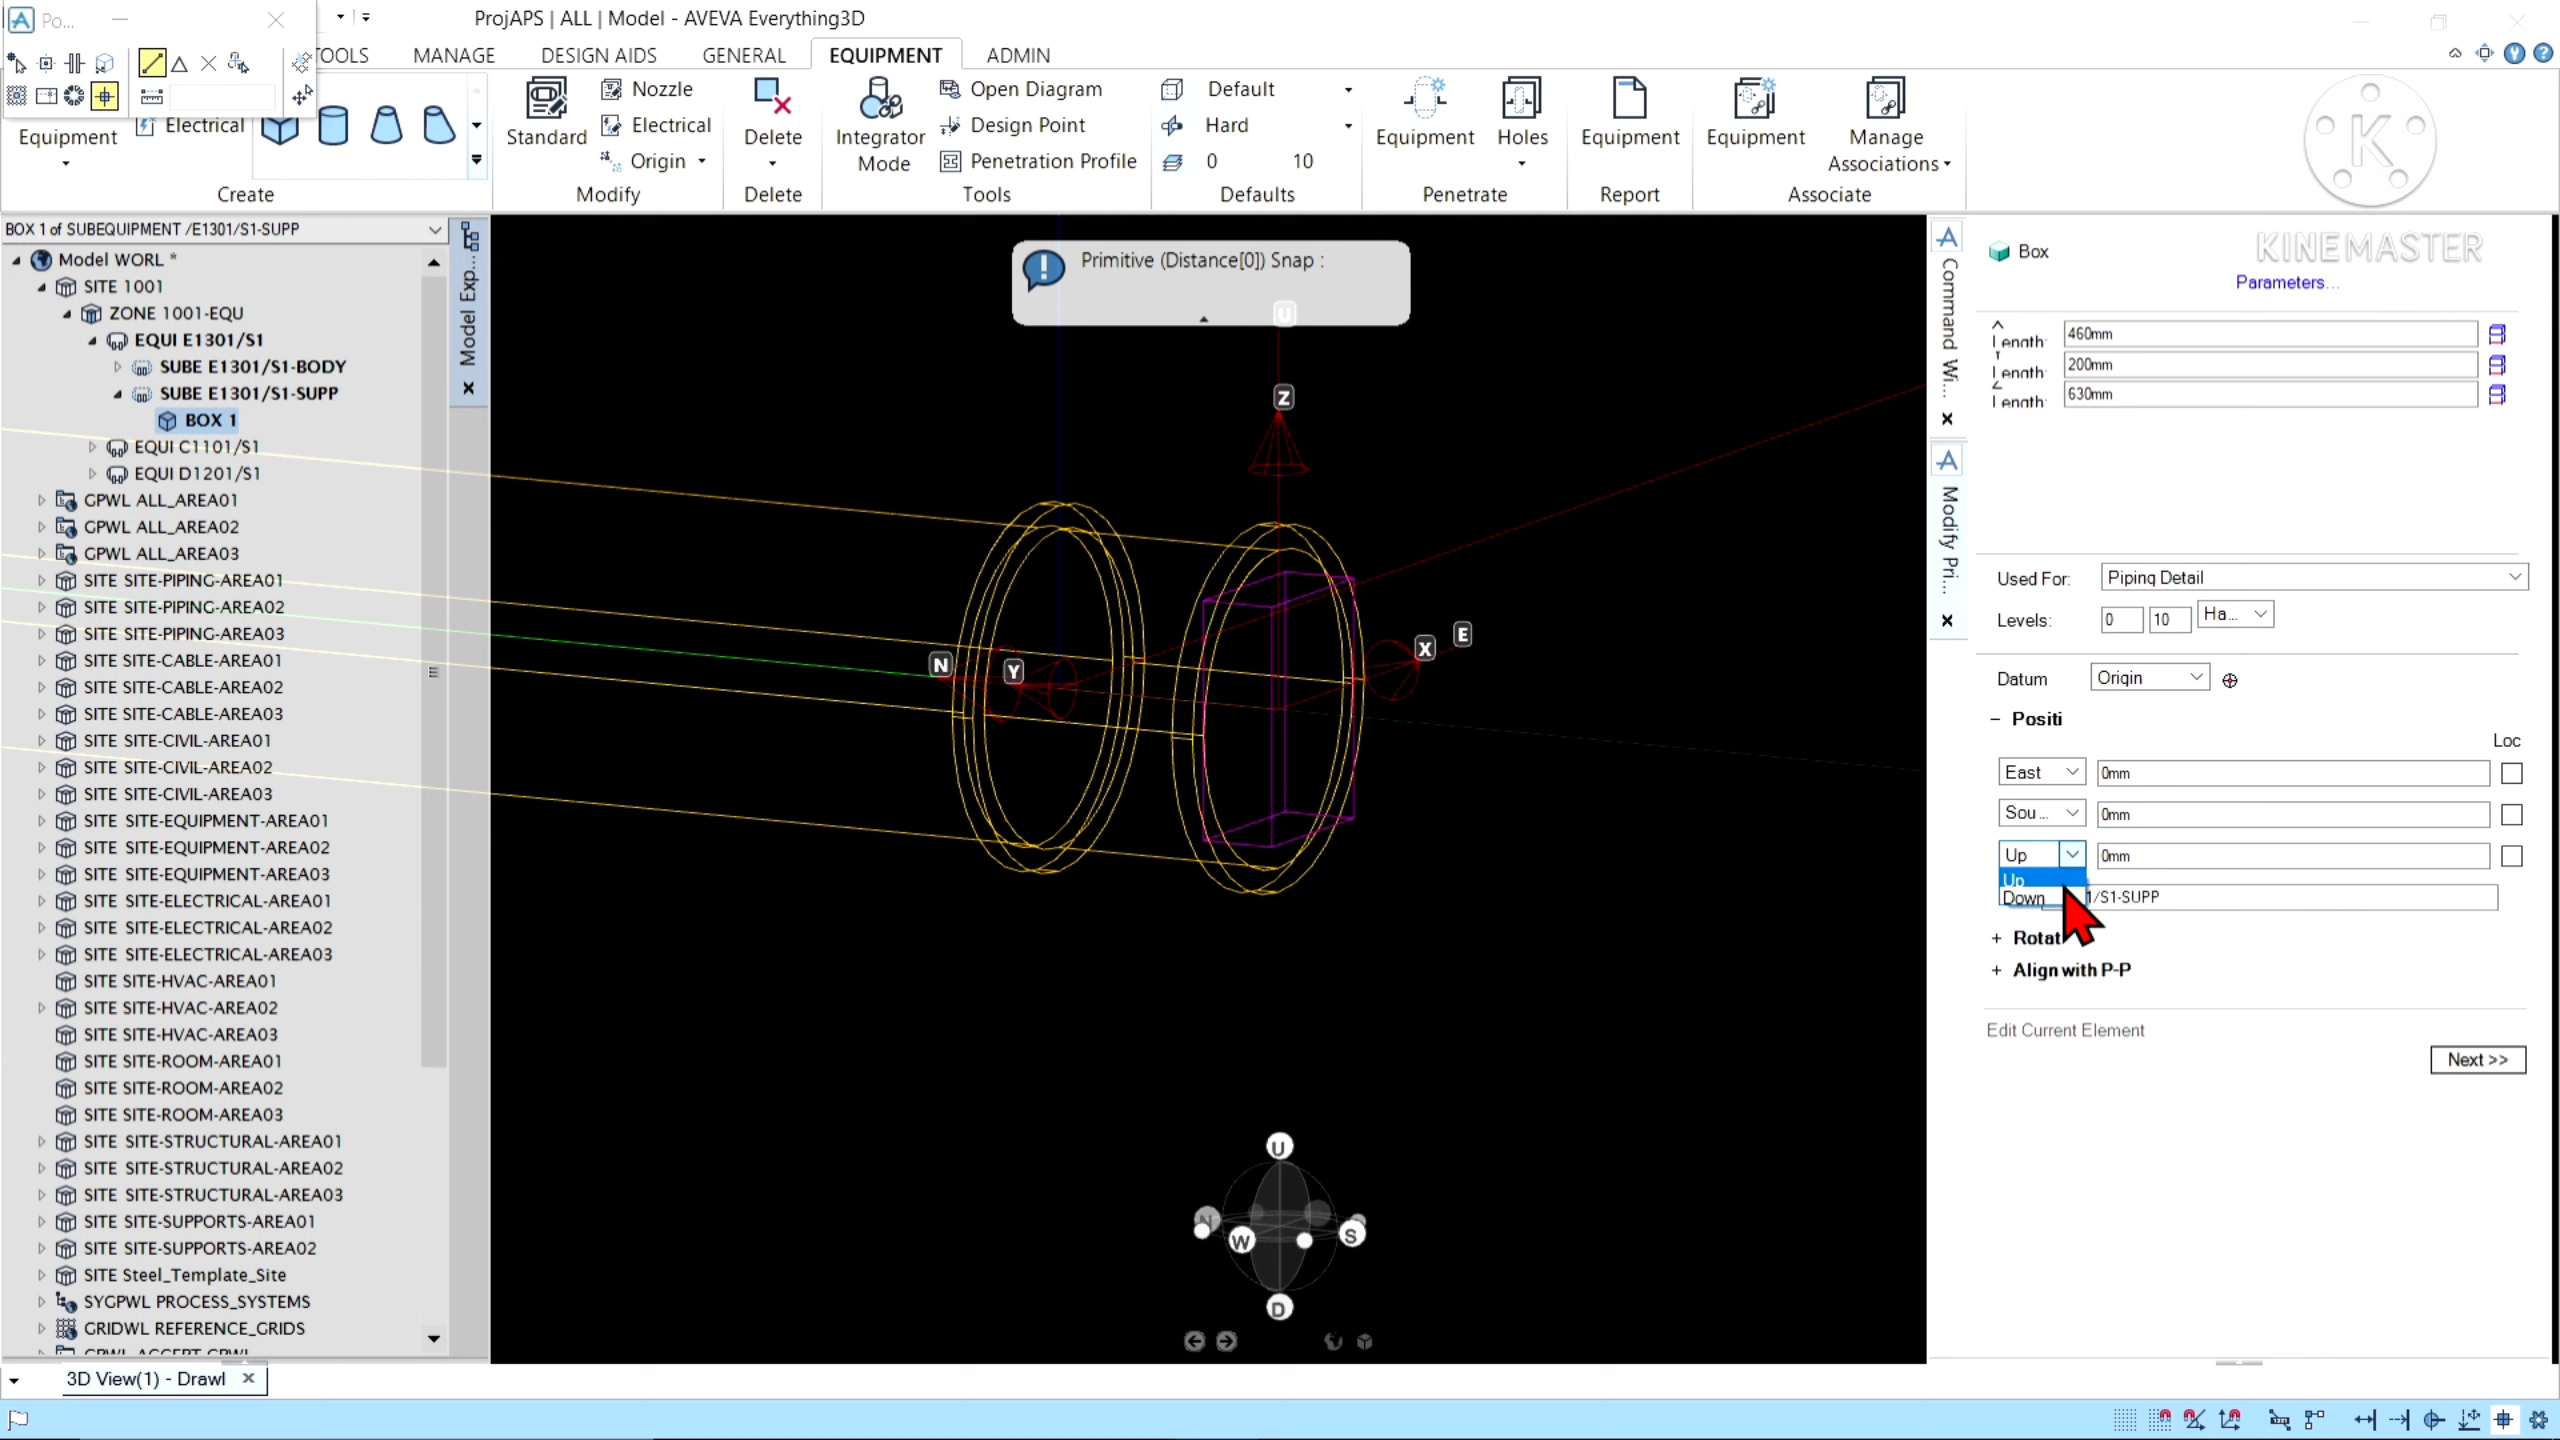 Po...
ProjAPS | ALL | Model - AVEVA Everything3D
TOOLS
MANAGE
DESIGN AIDS
GENERAL
EQUIPMENT
ADMIN
Equipment
Electrical
Create
Standard
Nozzle
Electrical
Origin
Modify
Delete
Delete
Integrator
Mode
Open Diagram
Design Point
Penetration Profile
Tools
Default
Hard
0 10
Defaults
Equipment
Holes
Penetrate
Equipment
Report
Equipment
Manage
Associations
Associate
K
BOX 1 of SUBEQUIPMENT /E1301/S1-SUPP
Model WORL *
SITE 1001
ZONE 1001-EQU
EQUI E1301/S1
SUBE E1301/S1-BODY
SUBE E1301/S1-SUPP
BOX 1
EQUI C1101/S1
EQUI D1201/S1
GPWL ALL_AREA01
GPWL ALL_AREA02
GPWL ALL_AREA03
SITE SITE-PIPING-AREA01
SITE SITE-PIPING-AREA02
SITE SITE-PIPING-AREA03
SITE SITE-CABLE-AREA01
SITE SITE-CABLE-AREA02
SITE SITE-CABLE-AREA03
SITE SITE-CIVIL-AREA01
SITE SITE-CIVIL-AREA02
SITE SITE-CIVIL-AREA03
SITE SITE-EQUIPMENT-AREA01
SITE SITE-EQUIPMENT-AREA02
SITE SITE-EQUIPMENT-AREA03
SITE SITE-ELECTRICAL-AREA01
SITE SITE-ELECTRICAL-AREA02
SITE SITE-ELECTRICAL-AREA03
SITE SITE-HVAC-AREA01
SITE SITE-HVAC-AREA02
SITE SITE-HVAC-AREA03
SITE SITE-ROOM-AREA01
SITE SITE-ROOM-AREA02
SITE SITE-ROOM-AREA03
SITE SITE-STRUCTURAL-AREA01
SITE SITE-STRUCTURAL-AREA02
SITE SITE-STRUCTURAL-AREA03
SITE SITE-SUPPORTS-AREA01
SITE SITE-SUPPORTS-AREA02
SITE Steel_Template_Site
SYGPWL PROCESS_SYSTEMS
GRIDWL REFERENCE_GRIDS
Model Exp...
Primitive (Distance[0]) Snap :
U
Z
N
Y
X
E
U
N
W
S
D
Command Wi...
Modify Pri...
Box
KINEMASTER
Parameters...
Length: 460mm
Length: 200mm
Length: 630mm
Used For: Piping Detail
Levels: 0 10 Ha...
Datum Origin
Positi
Loc
East 0mm
Sou... 0mm
Up 0mm
Up
Down 1/S1-SUPP
Rotat
Align with P-P
Edit Current Element
Next >>
3D View(1) - Drawl